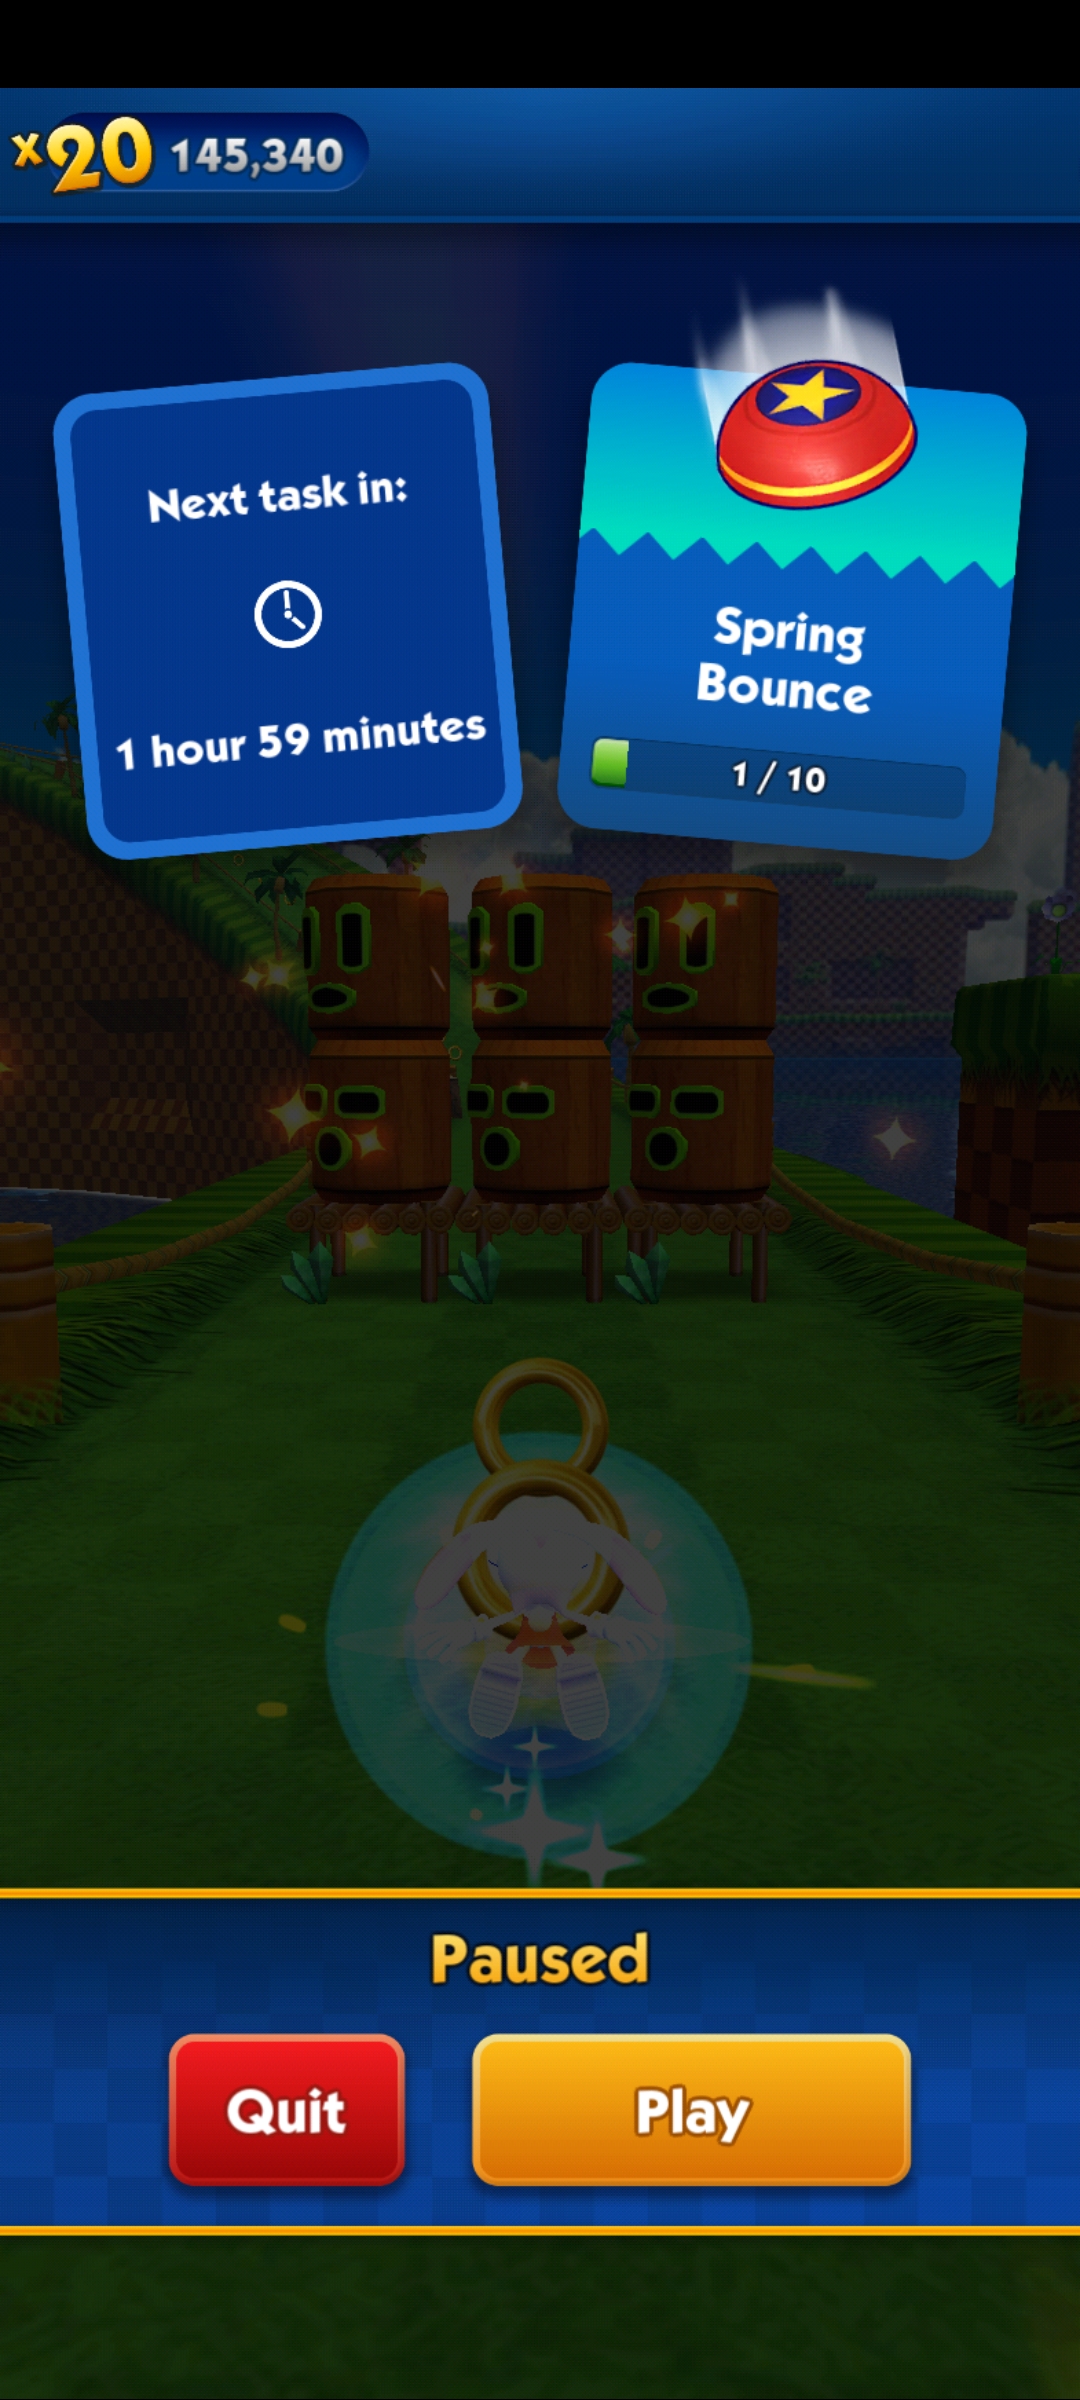 x20 145,340
Next task in:
1 hour 59 minutes
Spring
Bounce
1 / 10
Paused
Quit
Play